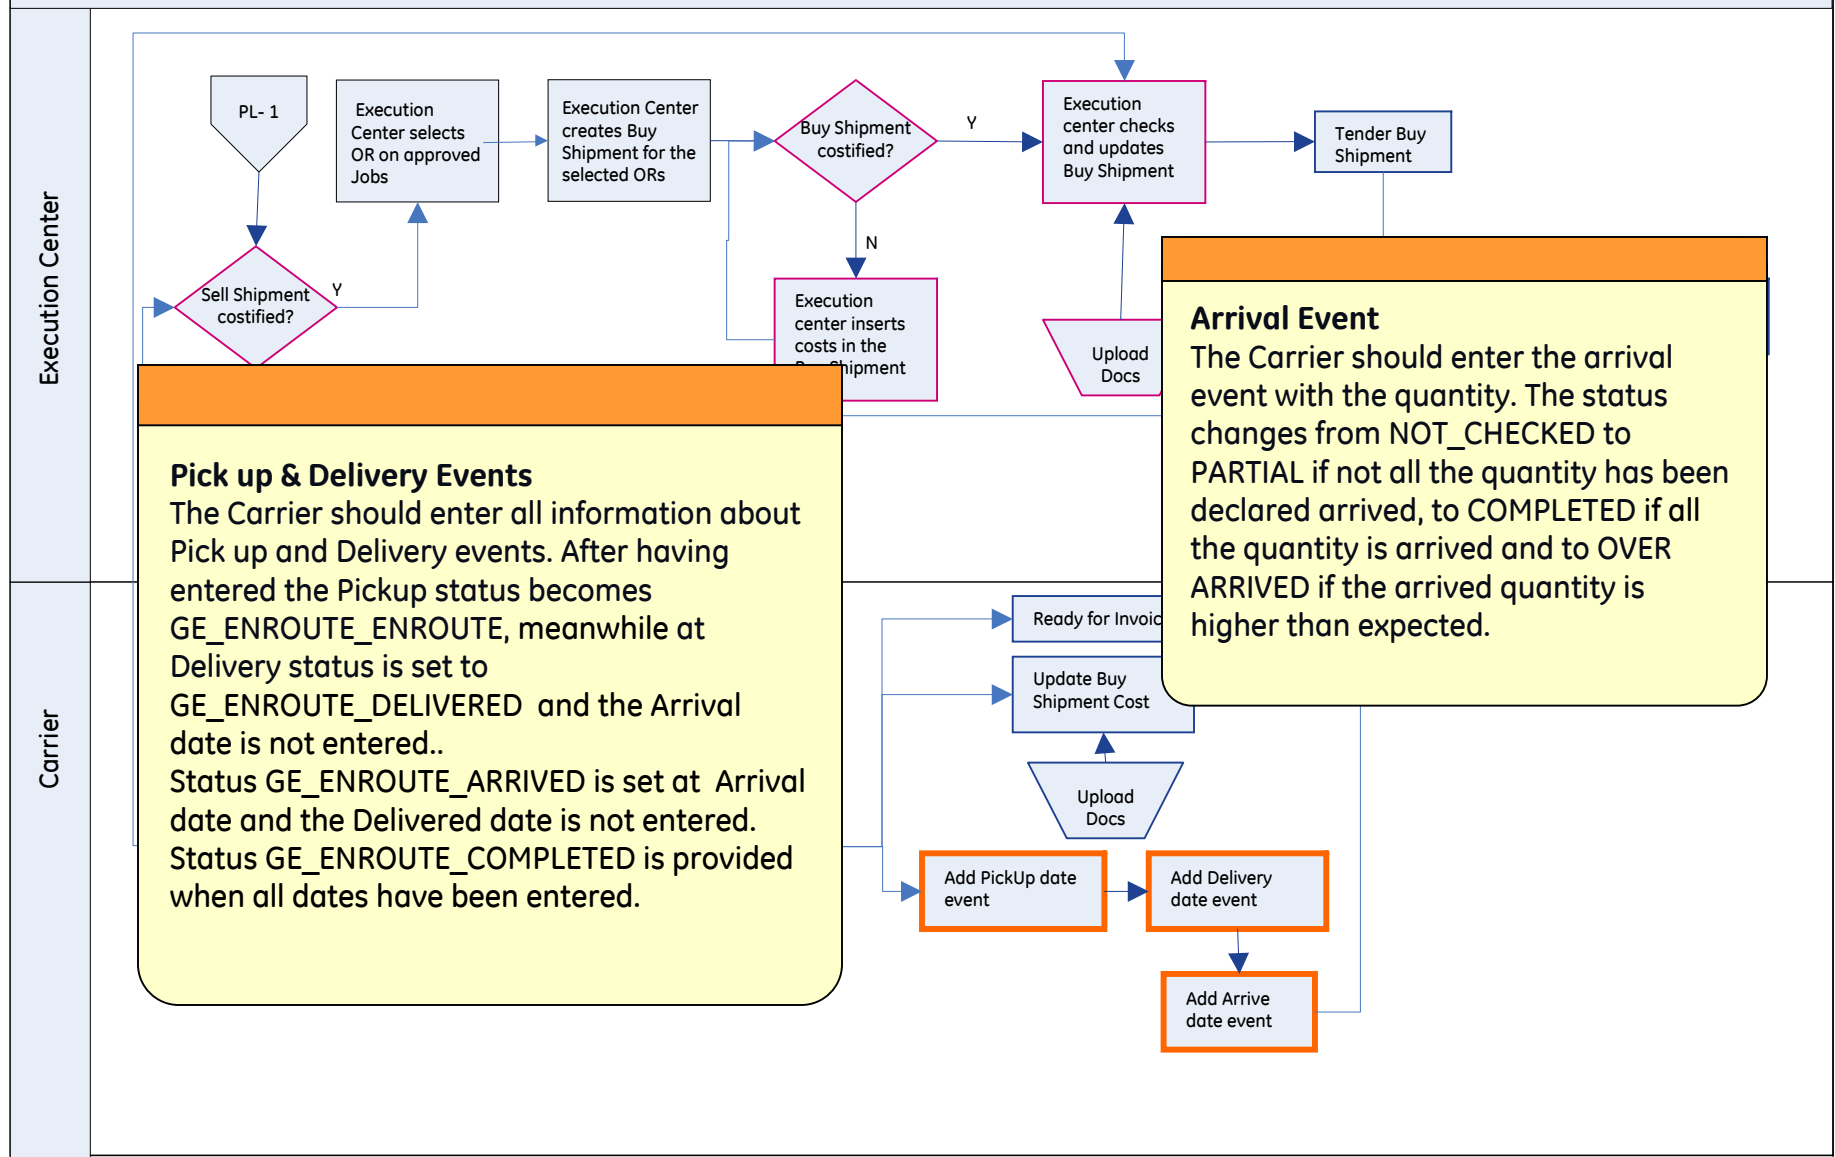 Execution Center
PL- 1
Execution
Center selects
OR on approved
Jobs
Execution Center
creates Buy
Shipment for the
selected ORs
Buy Shipment
costified?
Y
Execution
center checks
and updates
Buy Shipment
Tender Buy
Shipment
N
Sell Shipment
costified?
Y
Execution
center inserts
costs in the
Shipment
Upload
Docs
Arrival Event
The Carrier should enter the arrival
event with the quantity. The status
changes from NOT_CHECKED to
PARTIAL if not all the quantity has been
declared arrived, to COMPLETED if all
the quantity is arrived and to OVER
ARRIVED if the arrived quantity is
higher than expected.
Pick up & Delivery Events
The Carrier should enter all information about
Pick up and Delivery events. After having
entered the Pickup status becomes
GE_ENROUTE_ENROUTE, meanwhile at
Delivery status is set to
GE_ENROUTE_DELIVERED  and the Arrival
date is not entered..
Status GE_ENROUTE_ARRIVED is set at  Arrival
date and the Delivered date is not entered.
Status GE_ENROUTE_COMPLETED is provided
when all dates have been entered.
Carrier
Ready for Invoic
Update Buy
Shipment Cost
Upload
Docs
Add PickUp date
event
Add Delivery
date event
Add Arrive
date event